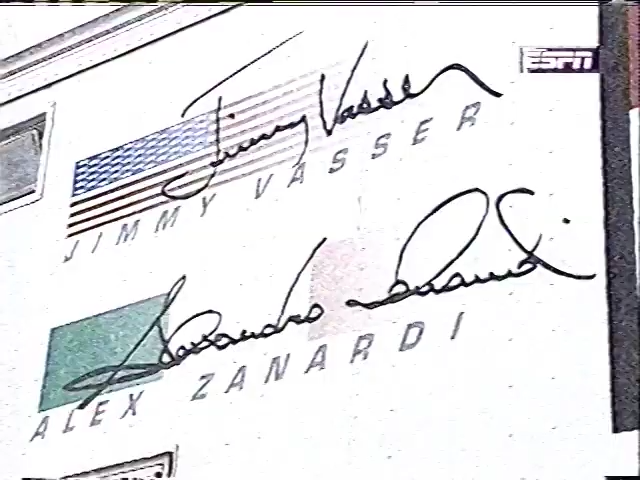 ESPN
Jimmy Vasser
JIMMY VASSER
Alessandro Zanardi
ALEX ZANARDI